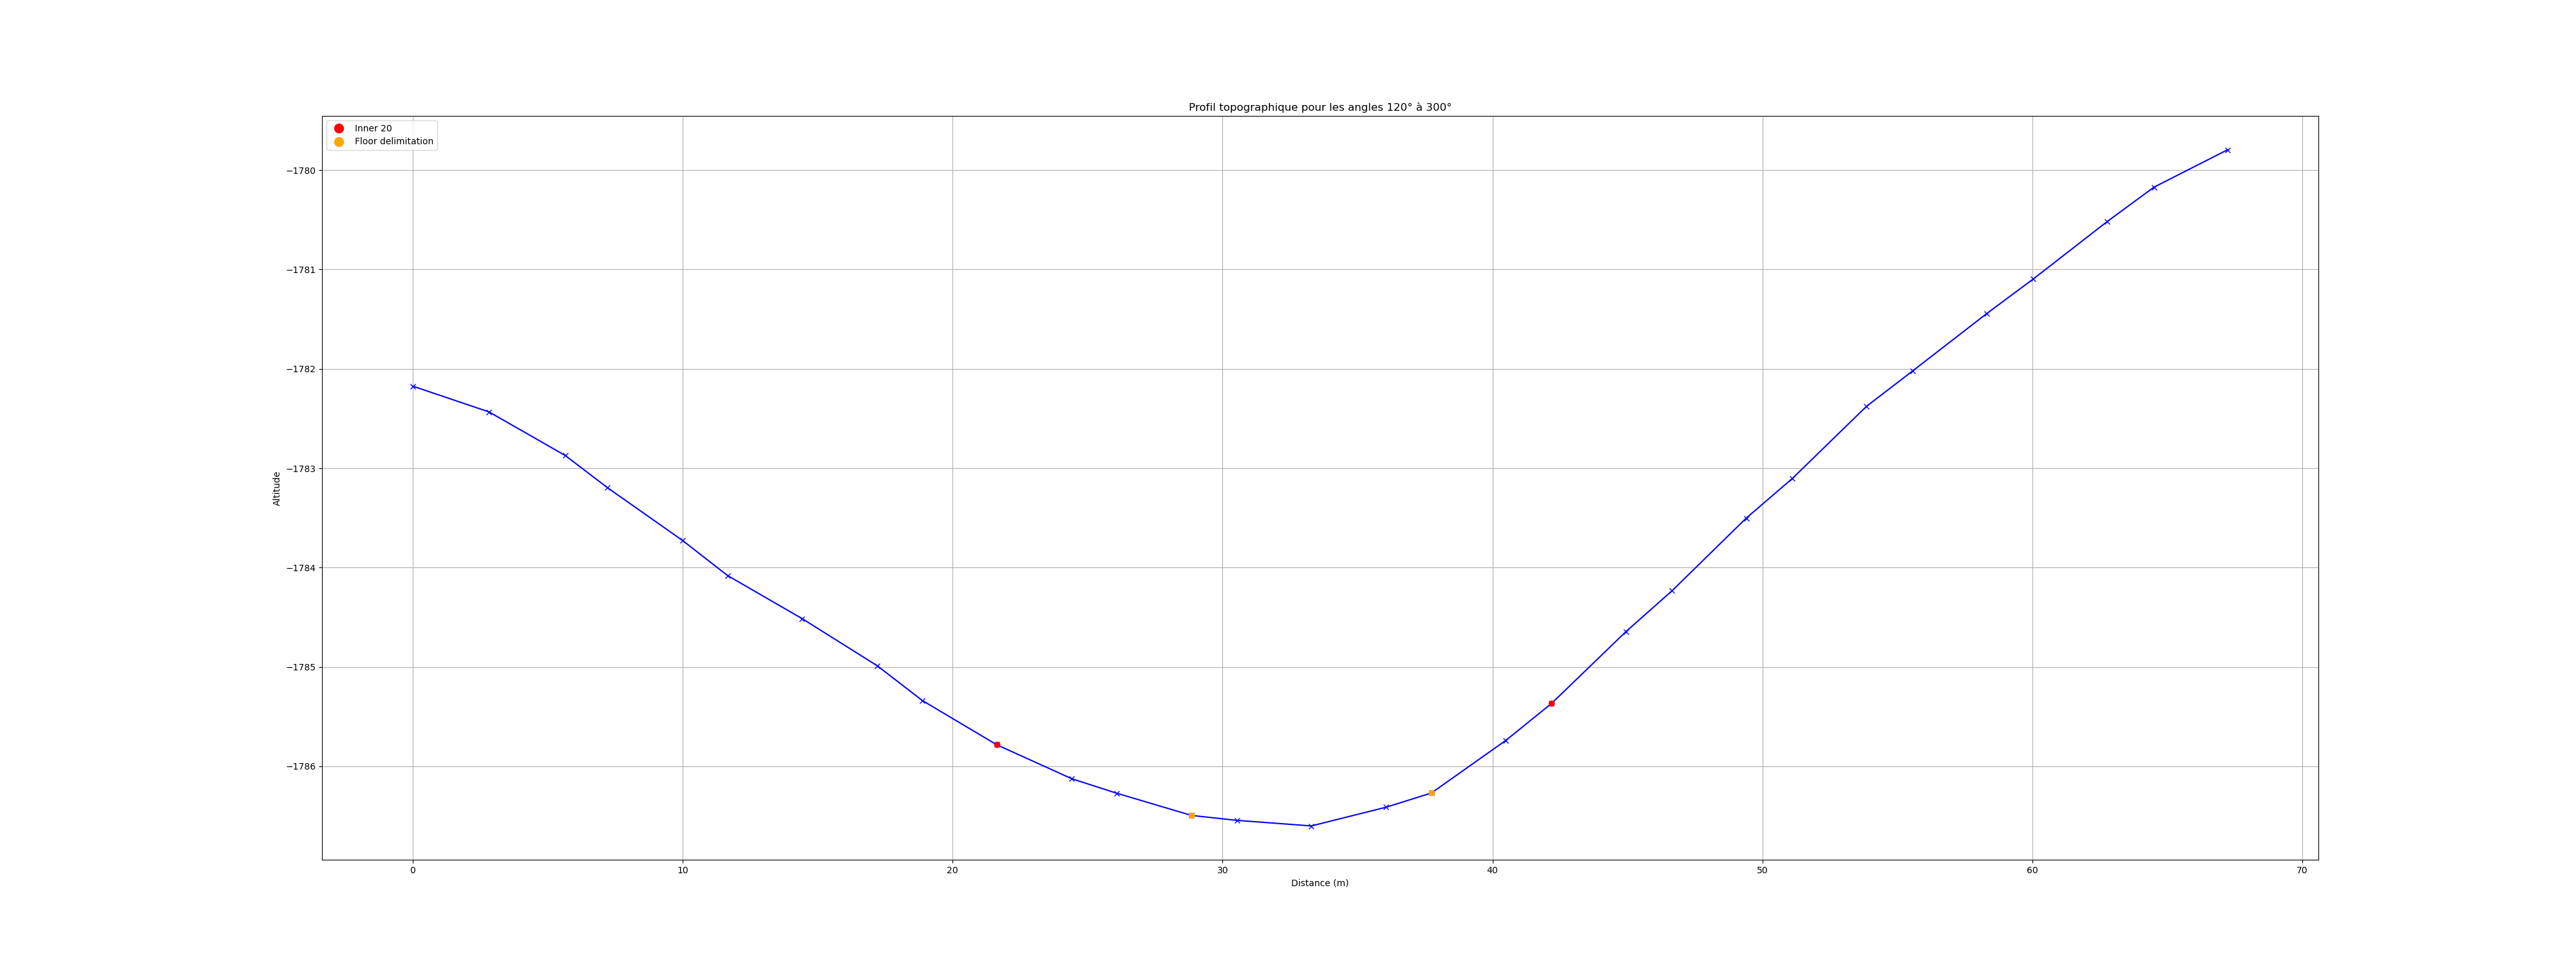 Profil topographique pour les angles 120° à 300°
Inner 20
Floor delimitation
−1780
−1781
−1782
−1783
−1784
−1785
−1786
Altitude
0 10 20 30 40 50 60 70
Distance (m)